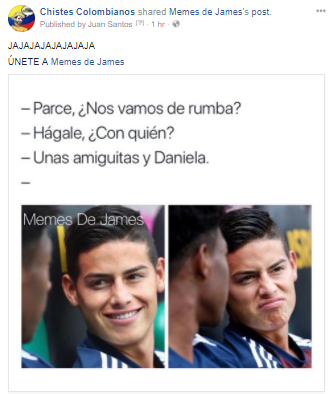 Chistes Colombianos shared Memes de James's post.
Published by Juan Santos [?] · 1 hr ·
JAJAJAJAJAJAJAJA
ÚNETE A Memes de James
– Parce, ¿Nos vamos de rumba?
– Hágale, ¿Con quién?
– Unas amiguitas y Daniela.
–
Memes De James